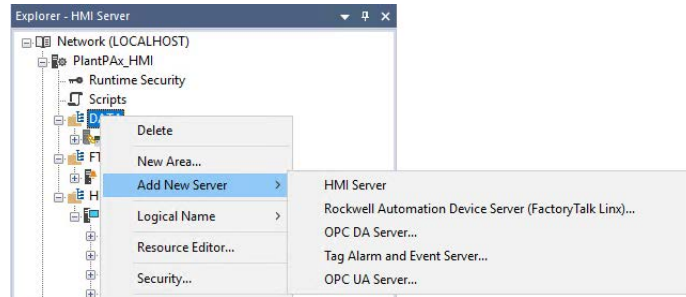 Explorer - HMI Server
Network (LOCALHOST)
PlantPAx_HMI
Runtime Security
Scripts
Delete
New Area...
Add New Server
HMI Server
Logical Name
Rockwell Automation Device Server (FactoryTalk Linx)...
OPC DA Server...
Resource Editor...
Tag Alarm and Event Server...
Security...
OPC UA Server...